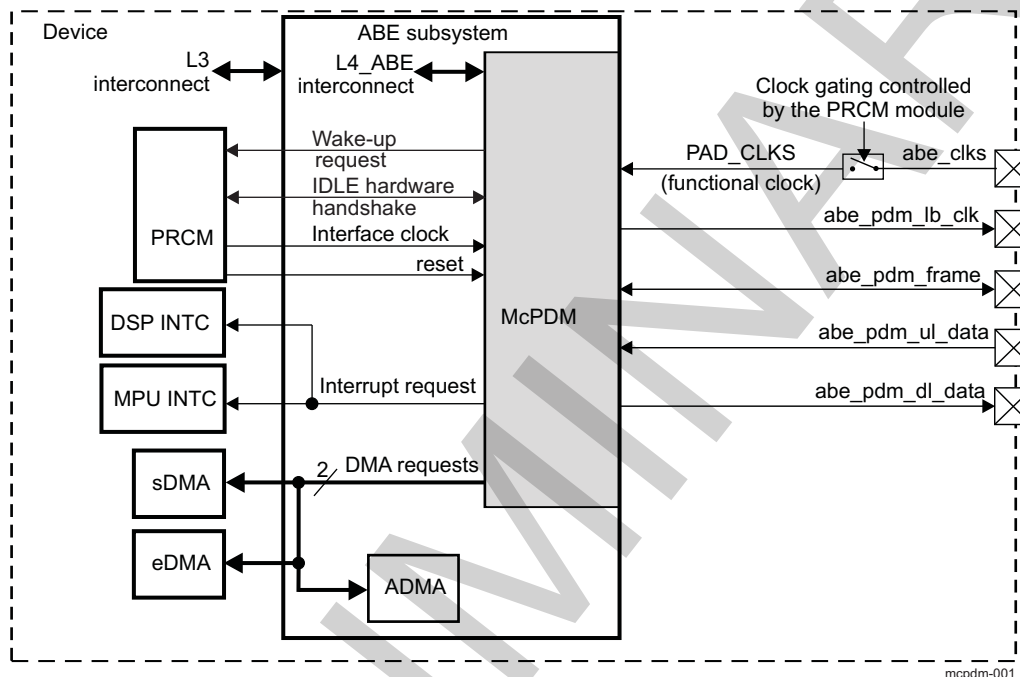 Device
ABE subsystem
L3
interconnect
L4_ABE
interconnect
Clock gating controlled
by the PRCM module
Wake-up
request
PAD_CLKS
(functional clock)
abe_clks
IDLE hardware
handshake
PRCM
Interface clock
reset
abe_pdm_lb_clk
abe_pdm_frame
DSP INTC
McPDM
abe_pdm_ul_data
MPU INTC
Interrupt request
abe_pdm_dl_data
2
DMA requests
sDMA
eDMA
ADMA
mcpdm-001